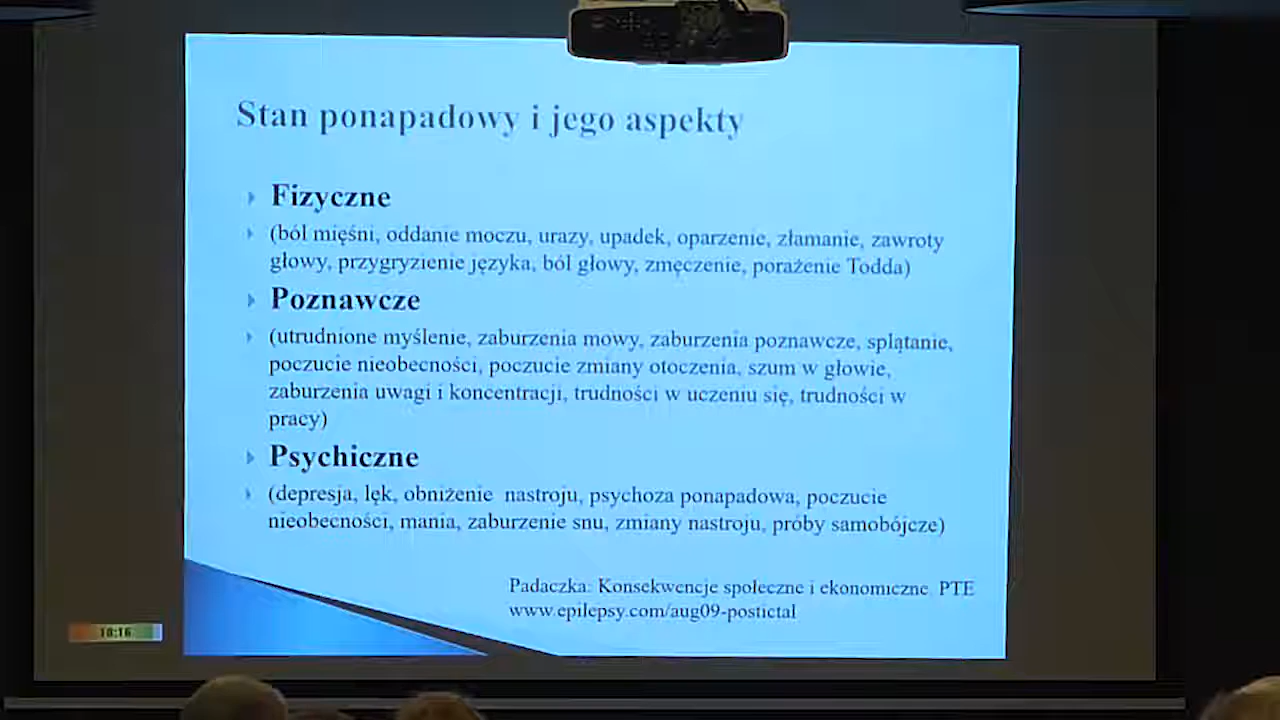 Stan ponapadowy i jego aspekty
Fizyczne
(ból mięśni, oddanie moczu, urazy, upadek, oparzenie, złamanie, zawroty
głowy, przygryzienie języka, ból głowy, zmęczenie, porażenie Todda)
Poznawcze
(utrudnione myślenie, zaburzenia mowy, zaburzenia poznawcze, splątanie,
poczucie nieobecności, poczucie zmiany otoczenia, szum w głowie,
zaburzenia uwagi i koncentracji, trudności w uczeniu się, trudności w
pracy)
Psychiczne
(depresja, lęk, obniżenie nastroju, psychoza ponapadowa, poczucie
nieobecności, mania, zaburzenie snu, zmiany nastroju, próby samobójcze)
Padaczka: Konsekwencje społeczne i ekonomiczne. PTE
www.epilepsy.com/aug09-postictal
18:16